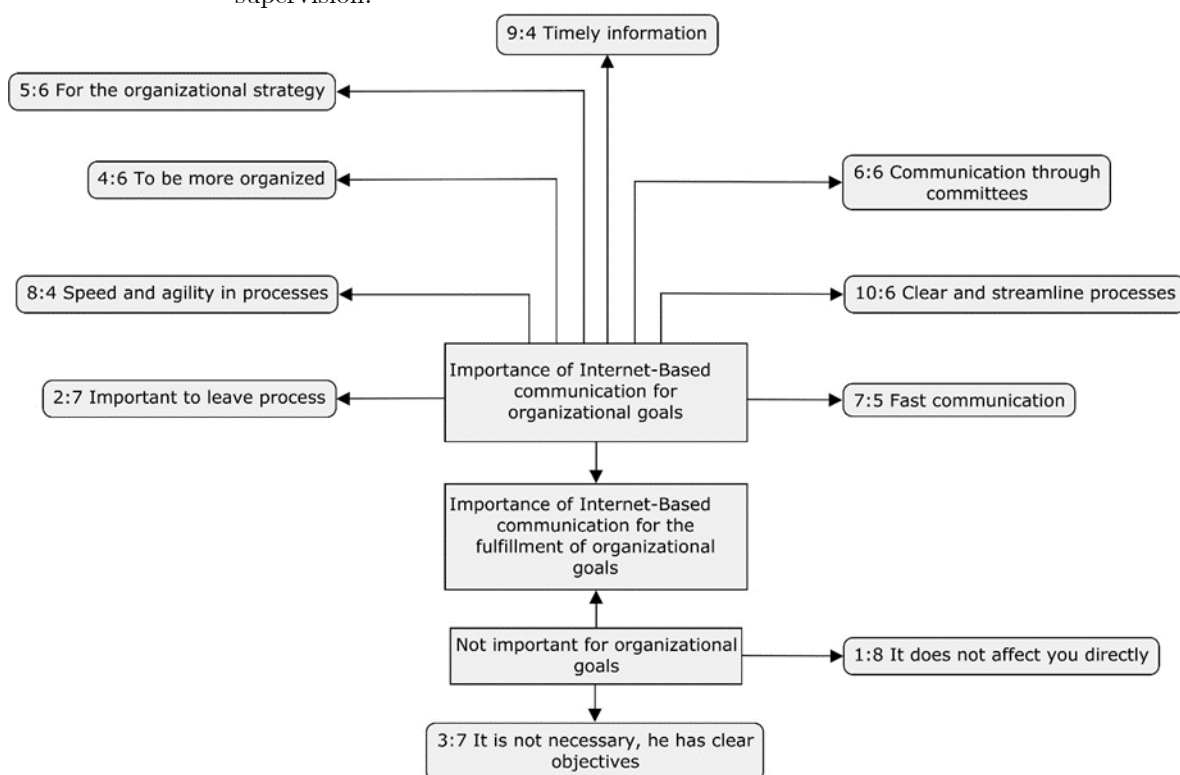 supervision.
9:4 Timely information
5:6 For the organizational strategy
4:6 To be more organized
6:6 Communication through
committees
8:4 Speed and agility in processes
10:6 Clear and streamline processes
Importance of Internet-Based
communication for
organizational goals
2:7 Important to leave process
7:5 Fast communication
Importance of Internet-Based
communication for the
fulfillment of organizational
goals
Not important for organizational
goals
1:8 It does not affect you directly
3:7 It is not necessary, he has clear
objectives